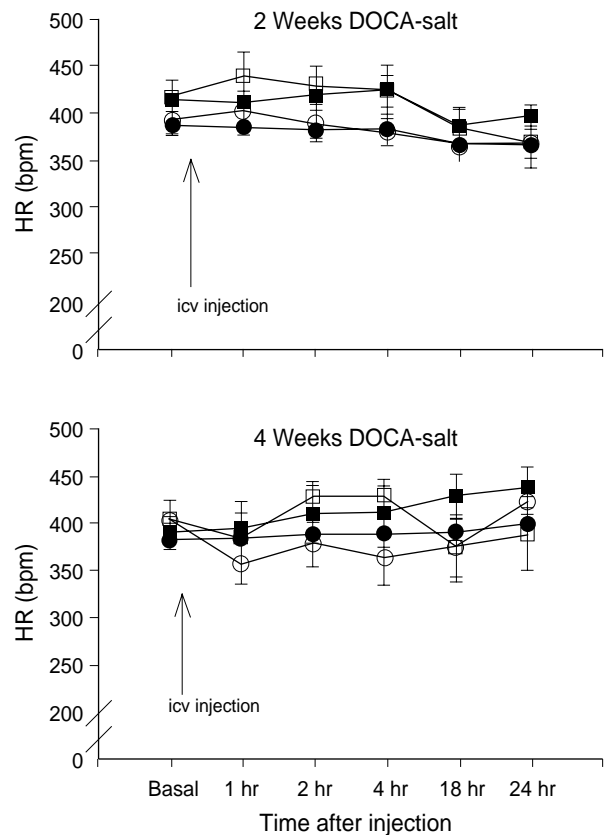 2 Weeks DOCA-salt
500
450
400
350
300
250
200
0
HR (bpm)
icv injection
4 Weeks DOCA-salt
500
450
400
350
300
250
200
0
HR (bpm)
icv injection
Basal 1 hr 2 hr 4 hr 18 hr 24 hr
Time after injection